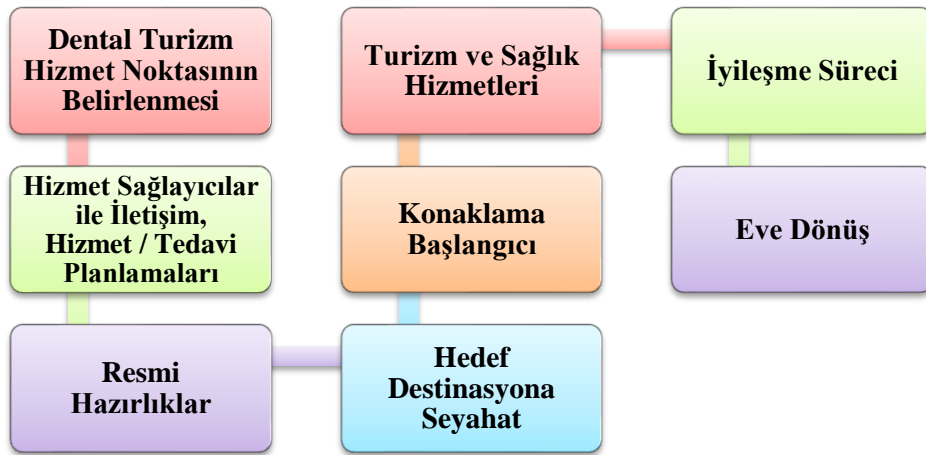 Dental Turizm
Hizmet Noktasının
Belirlenmesi
Hizmet Sağlayıcılar
ile İletişim,
Hizmet / Tedavi
Planlamaları
Resmi
Hazırlıklar
Hedef
Destinasyona
Seyahat
Konaklama
Başlangıcı
Turizm ve Sağlık
Hizmetleri
İyileşme Süreci
Eve Dönüş